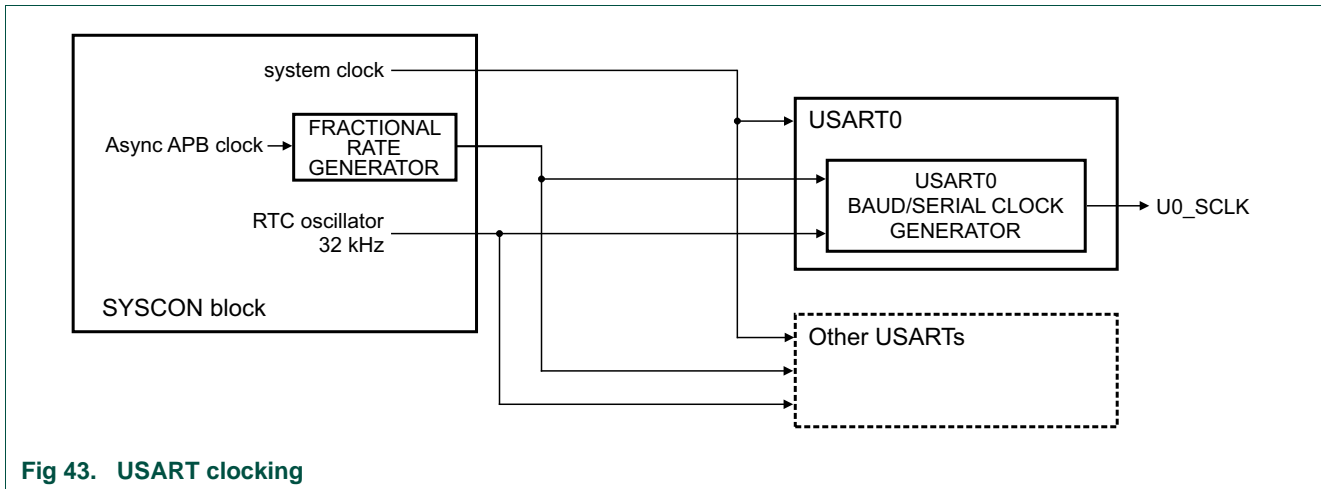 system clock
Async APB clock
FRACTIONAL
RATE
GENERATOR
RTC oscillator
32 kHz
SYSCON block
USART0
USART0
BAUD/SERIAL CLOCK
GENERATOR
U0_SCLK
Other USARTs
Fig 43. USART clocking